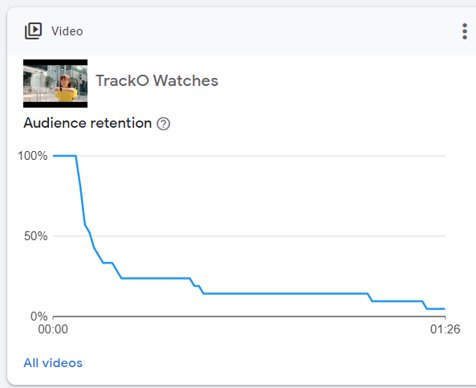 Video
TrackO Watches
Audience retention
100%
50%
0%
00:00 01:26
All videos